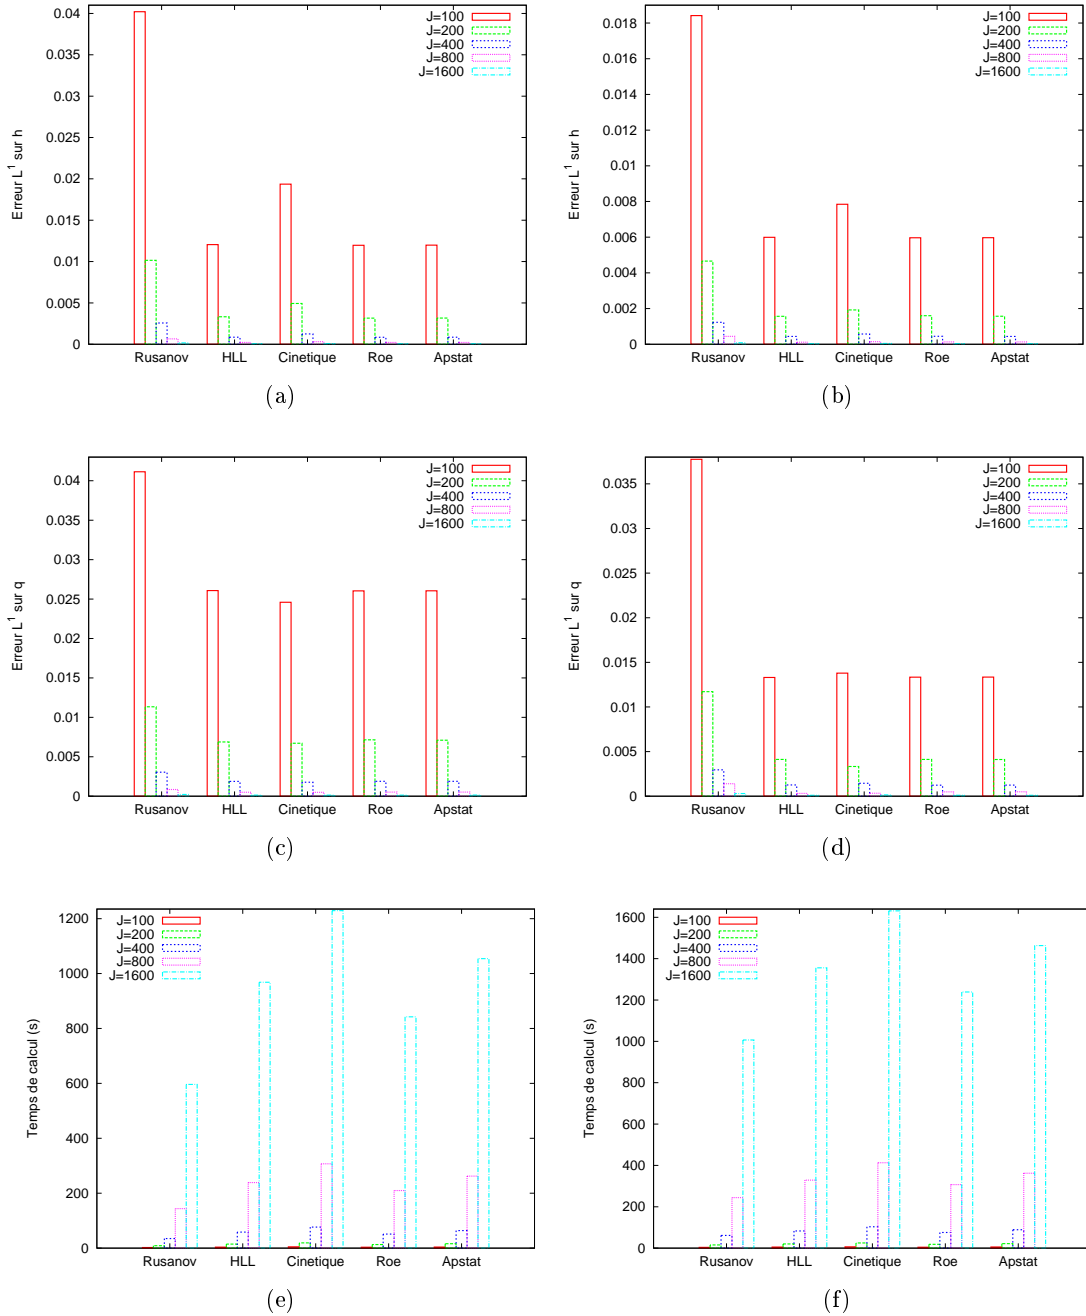 Erreur L1 sur h
0.04
0.035
0.03
0.025
0.02
0.015
0.01
0.005
0
J=100
J=200
J=400
J=800
J=1600
Rusanov HLL Cinetique Roe Apstat
(a)
Erreur L1 sur h
0.018
0.016
0.014
0.012
0.01
0.008
0.006
0.004
0.002
0
J=100
J=200
J=400
J=800
J=1600
Rusanov HLL Cinetique Roe Apstat
(b)
Erreur L1 sur q
0.04
0.035
0.03
0.025
0.02
0.015
0.01
0.005
0
J=100
J=200
J=400
J=800
J=1600
Rusanov HLL Cinetique Roe Apstat
(c)
Erreur L1 sur q
0.035
0.03
0.025
0.02
0.015
0.01
0.005
0
J=100
J=200
J=400
J=800
J=1600
Rusanov HLL Cinetique Roe Apstat
(d)
Temps de calcul (s)
1200
1000
800
600
400
200
0
J=100
J=200
J=400
J=800
J=1600
Rusanov HLL Cinetique Roe Apstat
(e)
Temps de calcul (s)
1600
1400
1200
1000
800
600
400
200
0
J=100
J=200
J=400
J=800
J=1600
Rusanov HLL Cinetique Roe Apstat
(f)